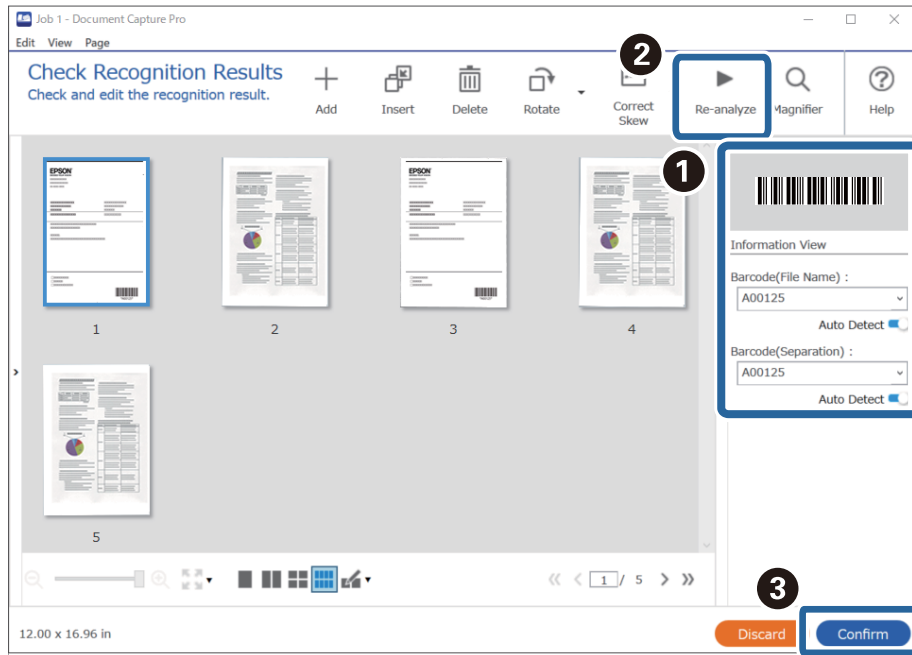 Job 1 - Document Capture Pro
Edit View Page
Check Recognition Results
Check and edit the recognition result.
Add
Insert
Delete
Rotate
Correct
Skew
Re-analyze
Magnifier
Help
2
1
EPSON
EPSON
Information View
Barcode(File Name) :
A00125
Auto Detect
Barcode(Separation) :
A00125
Auto Detect
1
2
3
4
5
1 / 5
3
12.00 x 16.96 in
Discard
Confirm